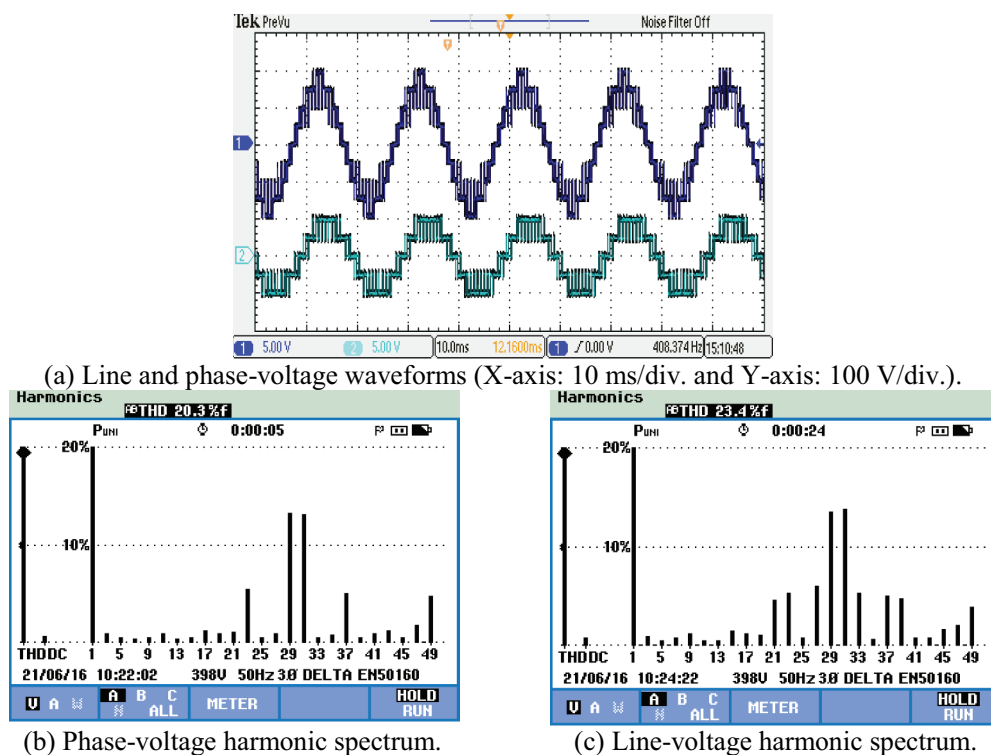 Tek PreVu Noise Filter Off
1
2
1 5.00 V 2 5.00 V 10.0ms 12.1600ms 1 0.00 V 408.374 Hz 15:10:48
(a) Line and phase-voltage waveforms (X-axis: 10 ms/div. and Y-axis: 100 V/div.).
Harmonics
THD 20.3%f
PUNI 0:00:05
20%
10%
THDDC 1 5 9 13 17 21 25 29 33 37 41 45 49
21/06/16 10:22:02 398V 50Hz 3Ø DELTA EN50160
V A W A B C N ALL METER HOLD RUN
(b) Phase-voltage harmonic spectrum.
Harmonics
THD 23.4%f
PUNI 0:00:24
20%
10%
THDDC 1 5 9 13 17 21 25 29 33 37 41 45 49
21/06/16 10:24:22 398V 50Hz 3Ø DELTA EN50160
V A W A B C N ALL METER HOLD RUN
(c) Line-voltage harmonic spectrum.